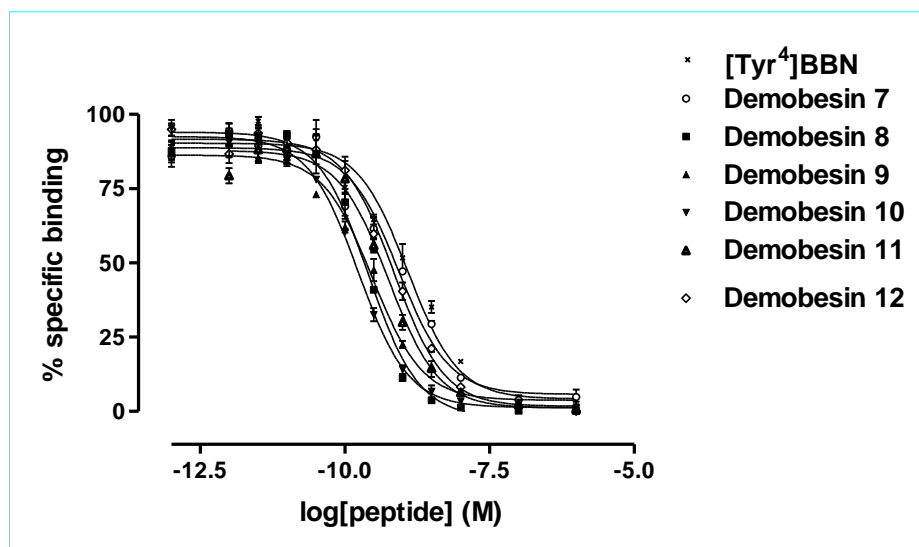 [Tyr4]BBN
Demobesin 7
Demobesin 8
Demobesin 9
Demobesin 10
Demobesin 11
Demobesin 12
% specific binding
100
75
50
25
0
-12.5 -10.0 -7.5 -5.0
log[peptide] (M)